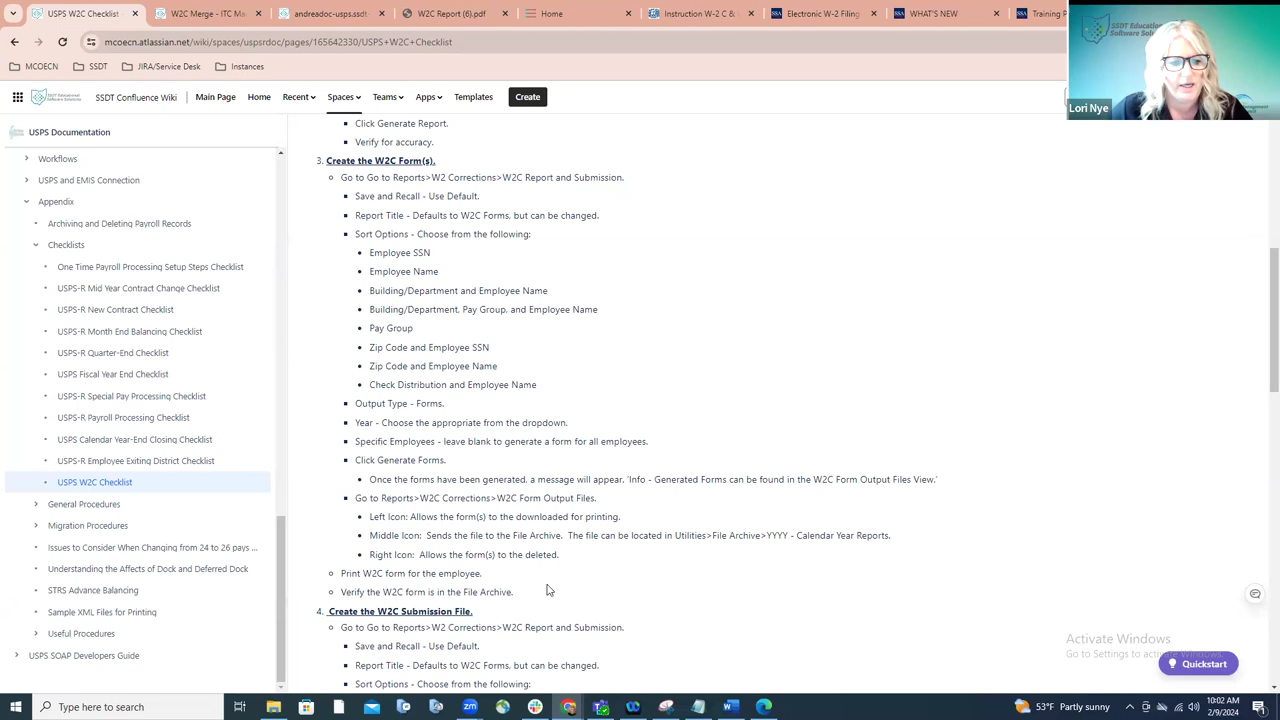 andredo-asos
W-2 Report (6).pdf
Home
Instruction W-2 C &
Electronic W-2 Filing
WHAT'S NEW
Training
mcoecn.atlassian.net/wiki/spaces/uspsrdoc/pages/165642330/USPS+W2C+Checklist
MCOECN
SSDT
JIRA/Service Desk
Instances
SSDT Educational Software Solutions
SSDT Confluence Wiki
Main Page
Home
Recent
Spaces
Teams
Apps
Templates
Create
Lori Nye
USPS Documentation
Workflows
USPS and EMIS Connection
Appendix
Archiving and Deleting Payroll Records
Checklists
One Time Payroll Processing Setup Steps Checklist
USPS-R Mid Year Contract Change Checklist
USPS-R New Contract Checklist
USPS-R Month End Balancing Checklist
USPS-R Quarter-End Checklist
USPS Fiscal Year End Checklist
USPS-R Special Pay Processing Checklist
USPS-R Payroll Processing Checklist
USPS Calendar Year-End Closing Checklist
USPS-R Employee Exiting District Checklist
USPS W2C Checklist
General Procedures
Migration Procedures
Issues to Consider When Changing from 24 to 26 pays ...
Understanding the Affects of Dock and Deferred Dock
STRS Advance Balancing
Sample XML Files for Printing
Useful Procedures
USPS SOAP Developers Guide
Click Generate Report.
Verify for accuracy.
3. Create the W2C Form(s).
Go to Go to Reports>W2 Corrections>W2C Report and Submission.
Save and Recall - Use Default.
Report Title - Defaults to W2C Forms, but can be changed.
Sort Options - Choose from the following:
Employee SSN
Employee Name
Building/Department and Employee Name
Building/Department, Pay Group, and Employee Name
Pay Group
Zip Code and Employee SSN
Zip Code and Employee Name
Check Distribution and Employee Name
Output Type - Forms.
Year - Choose the appropriate from the dropdown.
Specific Employees - leave blank to generate a form for all employees.
Click Generate Forms.
Once the forms have been generated, a message will appear. 'Info - Generated Forms can be found in the W2C Form Output Files View.'
Go to Reports>W2C Corrections>W2C Form Output Files.
Left Icon: Allows the form(s) to the downloaded for printing.
Middle Icon: Sends the file to the File Archive. The file can be located in Utilities>File Archive>YYYY - Calendar Year Reports.
Right Icon: Allows the form(s) to the deleted.
Print W2C form for the employee.
Verify the W2C form is in the File Archive.
4. Create the W2C Submission File.
Go to Go to Reports>W2 Corrections>W2C Report and Submission.
Save and Recall - Use Default.
Report Title - Defaults to W2C Forms, but can be changed.
Sort Options - Choose from the following:
Activate Windows
Go to Settings to activate Windows.
Quickstart
Type here to search
53°F Partly sunny
10:02 AM
2/9/2024